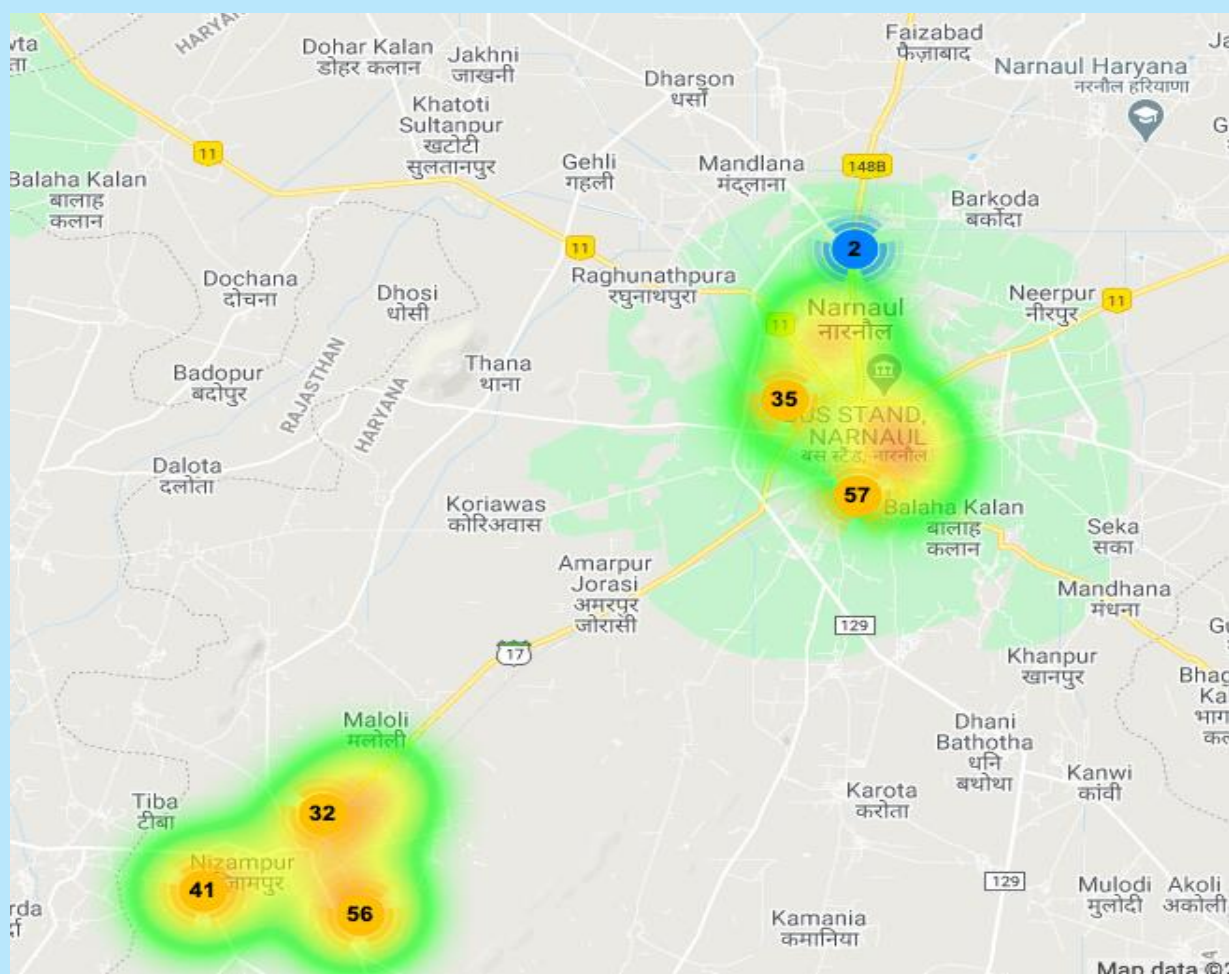 HARYANA
Dohar Kalan
डोहर कलान
Jakhni
जाखनी
Faizabad
फैज़ाबाद
Narnaul Haryana
नरनौल हरियाणा
Dharson
धर्सों
Khatoti
Sultanpur
खटोटी
सुलतानपुर
11
Gehli
गहली
Mandlana
मंद्लाना
148B
Balaha Kalan
बालाह
कलान
Barkoda
बर्कोदा
2
11
Dochana
दोचना
Dhosi
धोसी
Raghunathpura
रघुनाथपुरा
Neerpur
नीरपुर
11
Narnaul
नारनौल
11
RAJASTHAN
HARYANA
Thana
थाना
Badopur
बदोपुर
35
BUS STAND,
NARNAUL
बस स्टैंड, नारनौल
Dalota
दलोता
57
Koriawas
कोरिअवास
Balaha Kalan
बालाह
कलान
Seka
सका
Amarpur
Jorasi
अमरपुर
जोरासी
Mandhana
मंधना
129
17
Khanpur
खानपुर
Maloli
मलोली
Dhani
Bathotha
धनि
बथोथा
Kanwi
कांवी
Karota
करोता
Tiba
टीबा
32
Nizampur
41
56
129
Mulodi
मुलोदी
Akoli
अकोली
Kamania
कमानिया
Map data ©